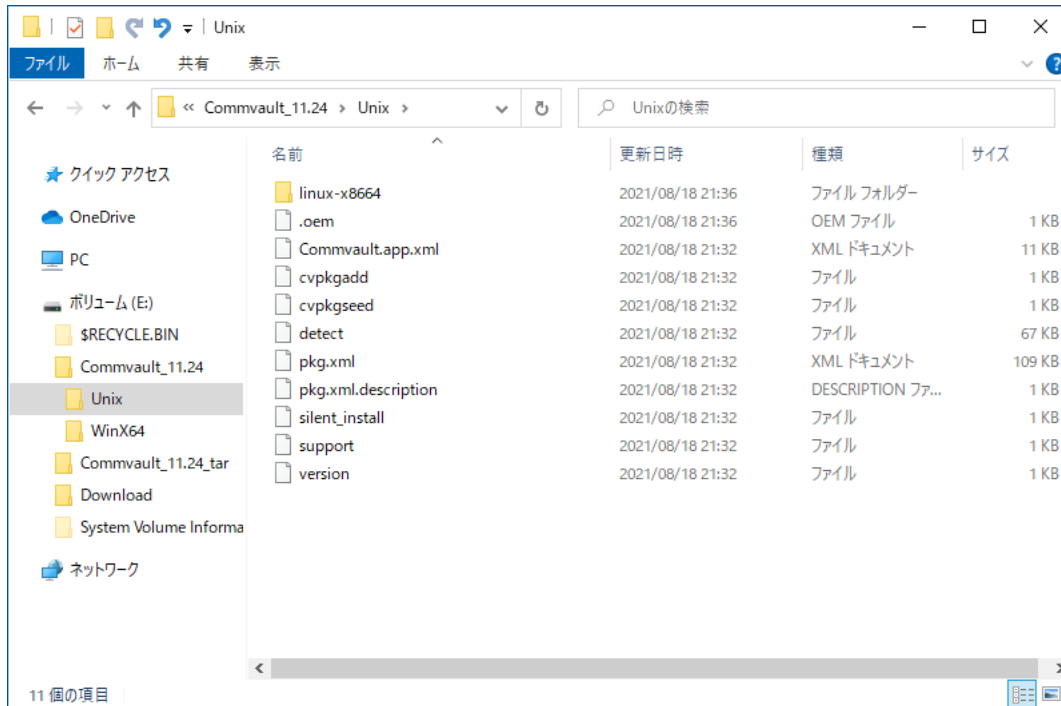 Unix
ファイル ホーム 共有 表示
« Commvault_11.24 › Unix › Unixの検索
名前 更新日時 種類 サイズ
クイック アクセス
OneDrive
PC
ボリューム (E:)
$RECYCLE.BIN
Commvault_11.24
Unix
WinX64
Commvault_11.24_tar
Download
System Volume Informa
ネットワーク
linux-x8664 2021/08/18 21:36 ファイル フォルダー
.oem 2021/08/18 21:36 OEM ファイル 1 KB
Commvault.app.xml 2021/08/18 21:32 XML ドキュメント 11 KB
cvpkgadd 2021/08/18 21:32 ファイル 1 KB
cvpkgseed 2021/08/18 21:32 ファイル 1 KB
detect 2021/08/18 21:32 ファイル 67 KB
pkg.xml 2021/08/18 21:32 XML ドキュメント 109 KB
pkg.xml.description 2021/08/18 21:32 DESCRIPTION ファ... 1 KB
silent_install 2021/08/18 21:32 ファイル 1 KB
support 2021/08/18 21:32 ファイル 1 KB
version 2021/08/18 21:32 ファイル 1 KB
11 個の項目